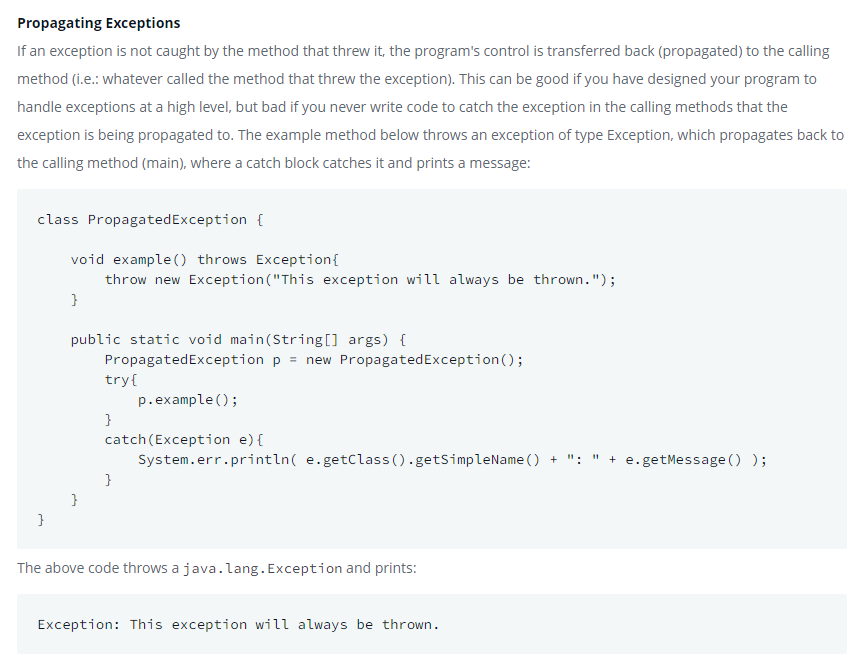 Propagating Exceptions
If an exception is not caught by the method that threw it, the program's control is transferred back (propagated) to the calling
method (i.e.: whatever called the method that threw the exception). This can be good if you have designed your program to
handle exceptions at a high level, but bad if you never write code to catch the exception in the calling methods that the
exception is being propagated to. The example method below throws an exception of type Exception, which propagates back to
the calling method (main), where a catch block catches it and prints a message:
class PropagatedException {
    void example() throws Exception{
        throw new Exception("This exception will always be thrown.");
    }
    public static void main(String[] args) {
        PropagatedException p = new PropagatedException();
        try{
            p.example();
        }
        catch(Exception e){
            System.err.println( e.getClass().getSimpleName() + ": " + e.getMessage() );
        }
    }
}
The above code throws a java.lang.Exception and prints:
Exception: This exception will always be thrown.